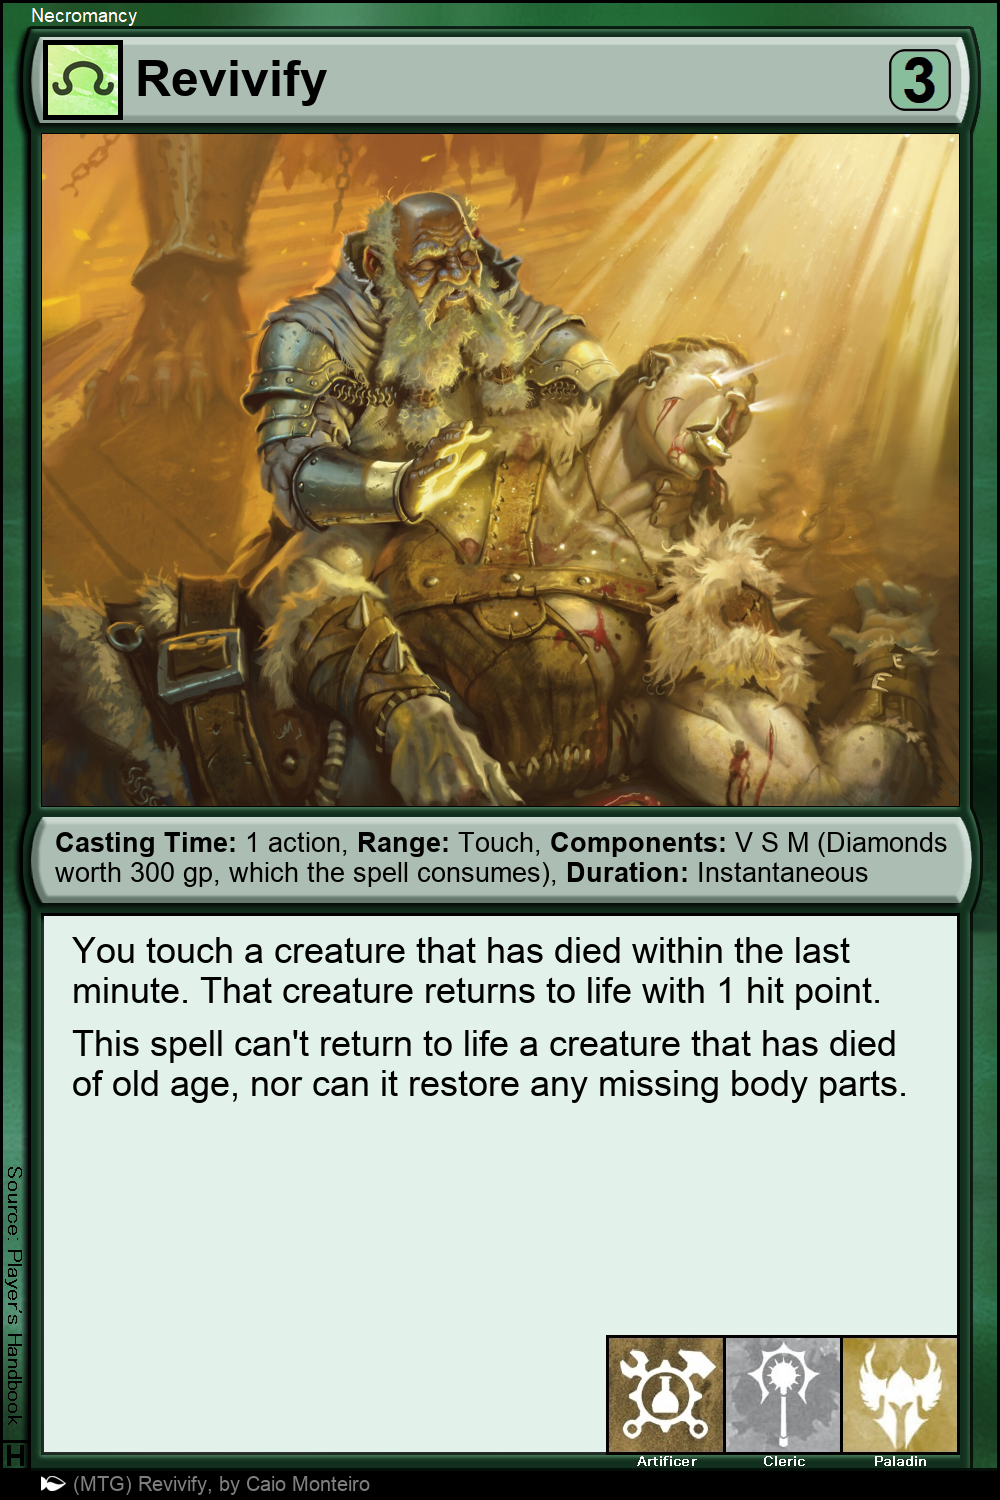 Necromancy
Revivify
3
Casting Time: 1 action, Range: Touch, Components: V S M (Diamonds
worth 300 gp, which the spell consumes), Duration: Instantaneous
You touch a creature that has died within the last
minute. That creature returns to life with 1 hit point.
This spell can't return to life a creature that has died
of old age, nor can it restore any missing body parts.
Source: Player's Handbook
H
Artificer
Cleric
Paladin
(MTG) Revivify, by Caio Monteiro